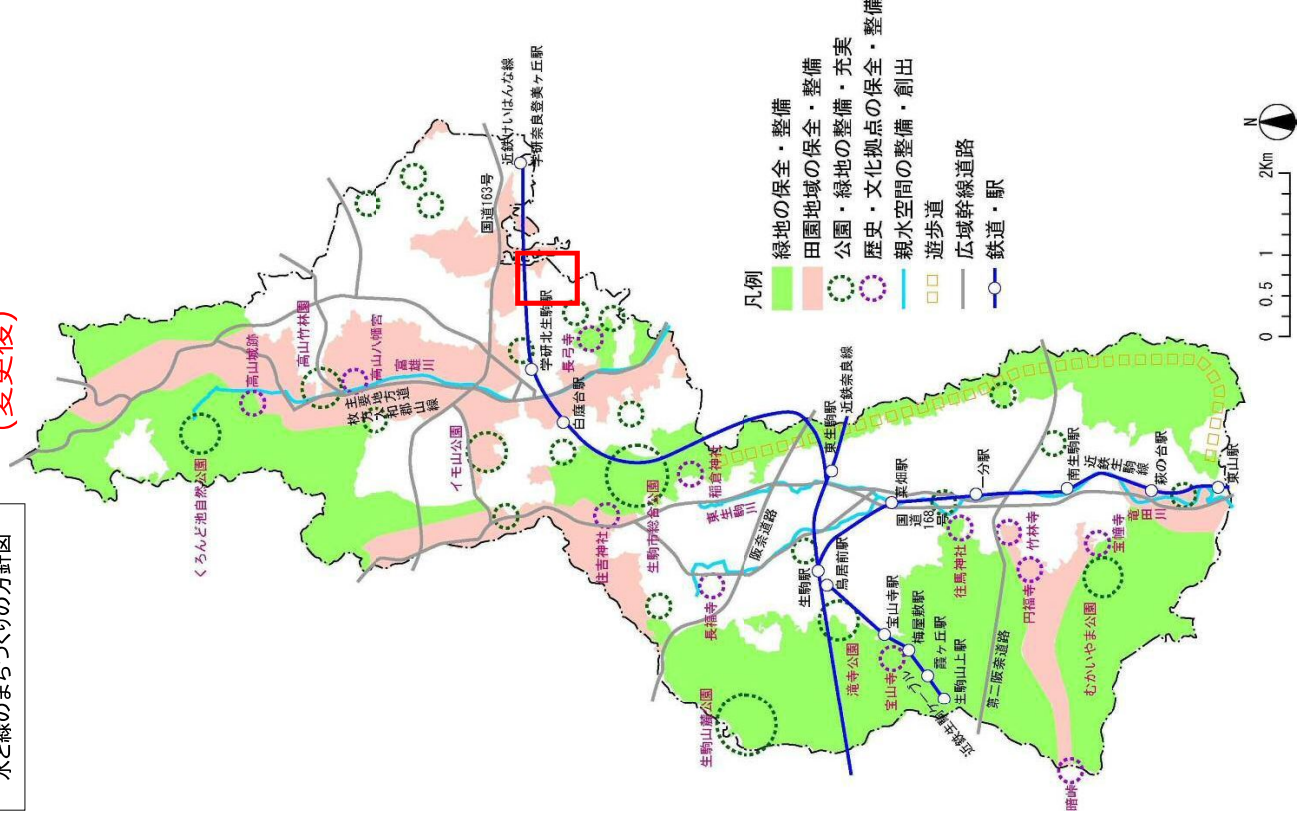 水と緑のまちづくりの方針図
(変更後)
くろんど池自然公園
高山城跡
高山竹林園
高山八幡宮
富雄川
主要地方道
枚方大和郡山線
国道163号
近鉄けいはんな線
学研奈良登美ヶ丘駅
学研北生駒駅
長弓寺
白庭台駅
イモ山公園
住吉神社
生駒市総合公園
稲倉神社
東生駒川
阪奈道路
長福寺
東生駒駅
近鉄奈良線
生駒駅
鳥居前駅
菜畑駅
国道168号
一分駅
生駒山麓公園
滝寺公園
宝山寺
宝山寺駅
梅屋敷駅
霞ヶ丘駅
生駒山上駅
近鉄生駒ケーブル
第二阪奈道路
往馬神社
竹林寺
円福寺
宝幢寺
むかいやま公園
暗峠
南生駒駅
近鉄生駒線
萩の台駅
竜田川
東山駅
凡例
緑地の保全・整備
田園地域の保全・整備
公園・緑地の整備・充実
歴史・文化拠点の保全・整備
親水空間の整備・創出
遊歩道
広域幹線道路
鉄道・駅
N
0 0.5 1 2Km